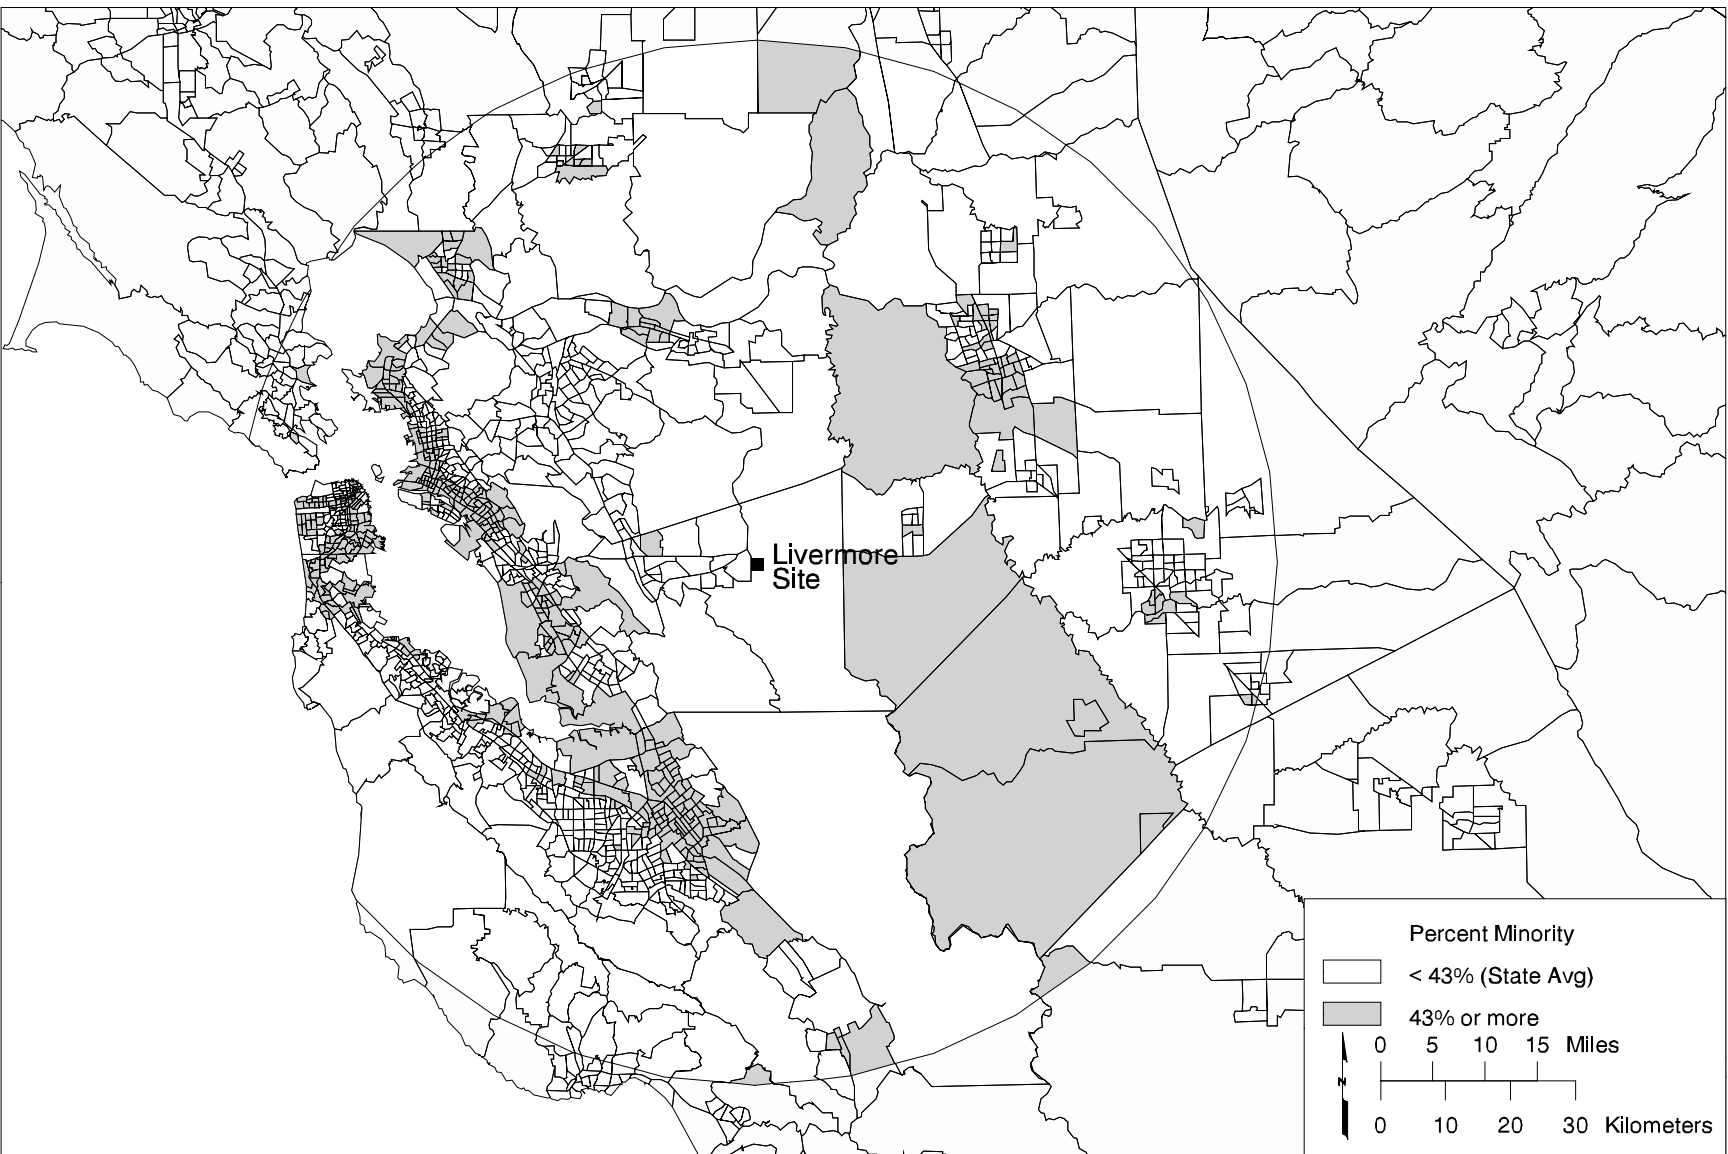 Livermore
Site
Percent Minority
< 43% (State Avg)
43% or more
0 5 10 15 Miles
N
0 10 20 30 Kilometers